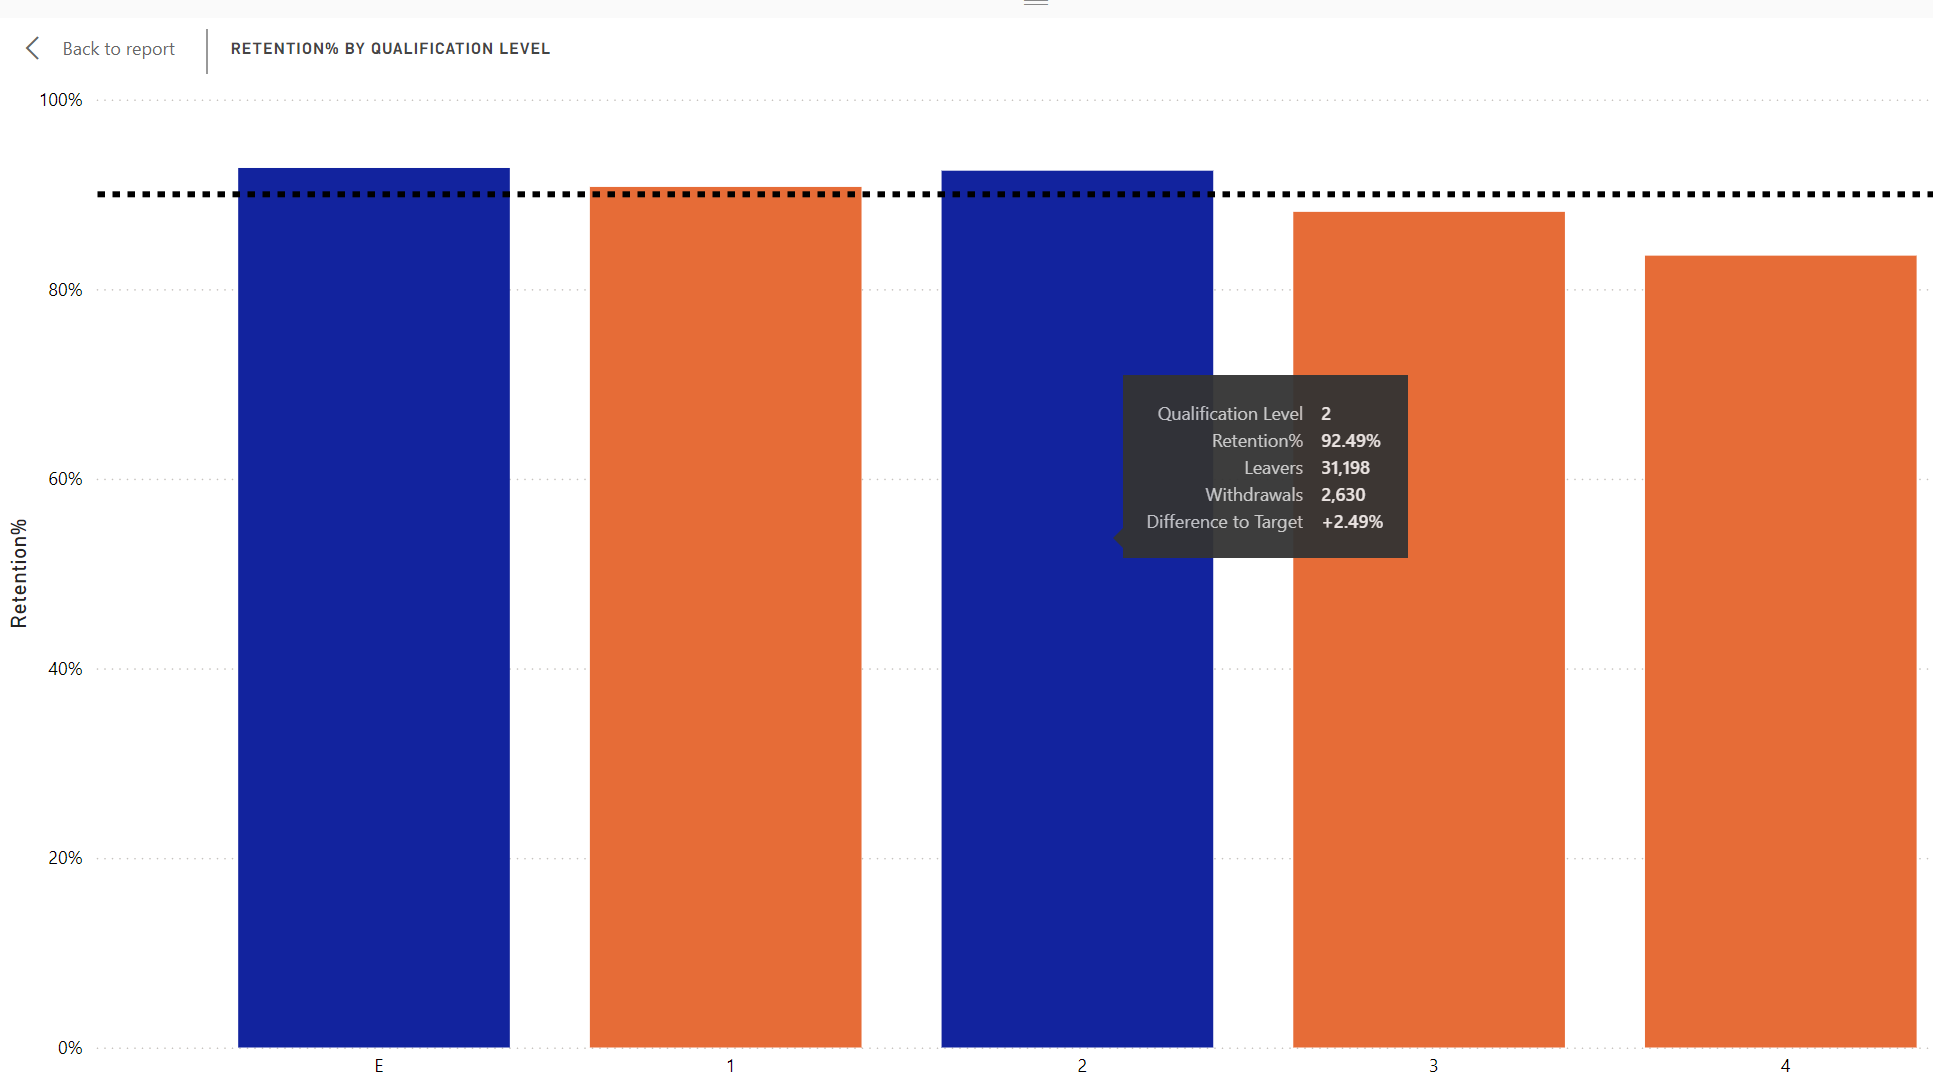 Back to report
RETENTION% BY QUALIFICATION LEVEL
100%
80%
60%
40%
20%
0%
Retention%
Qualification Level 2
Retention% 92.49%
Leavers 31,198
Withdrawals 2,630
Difference to Target +2.49%
E 1 2 3 4